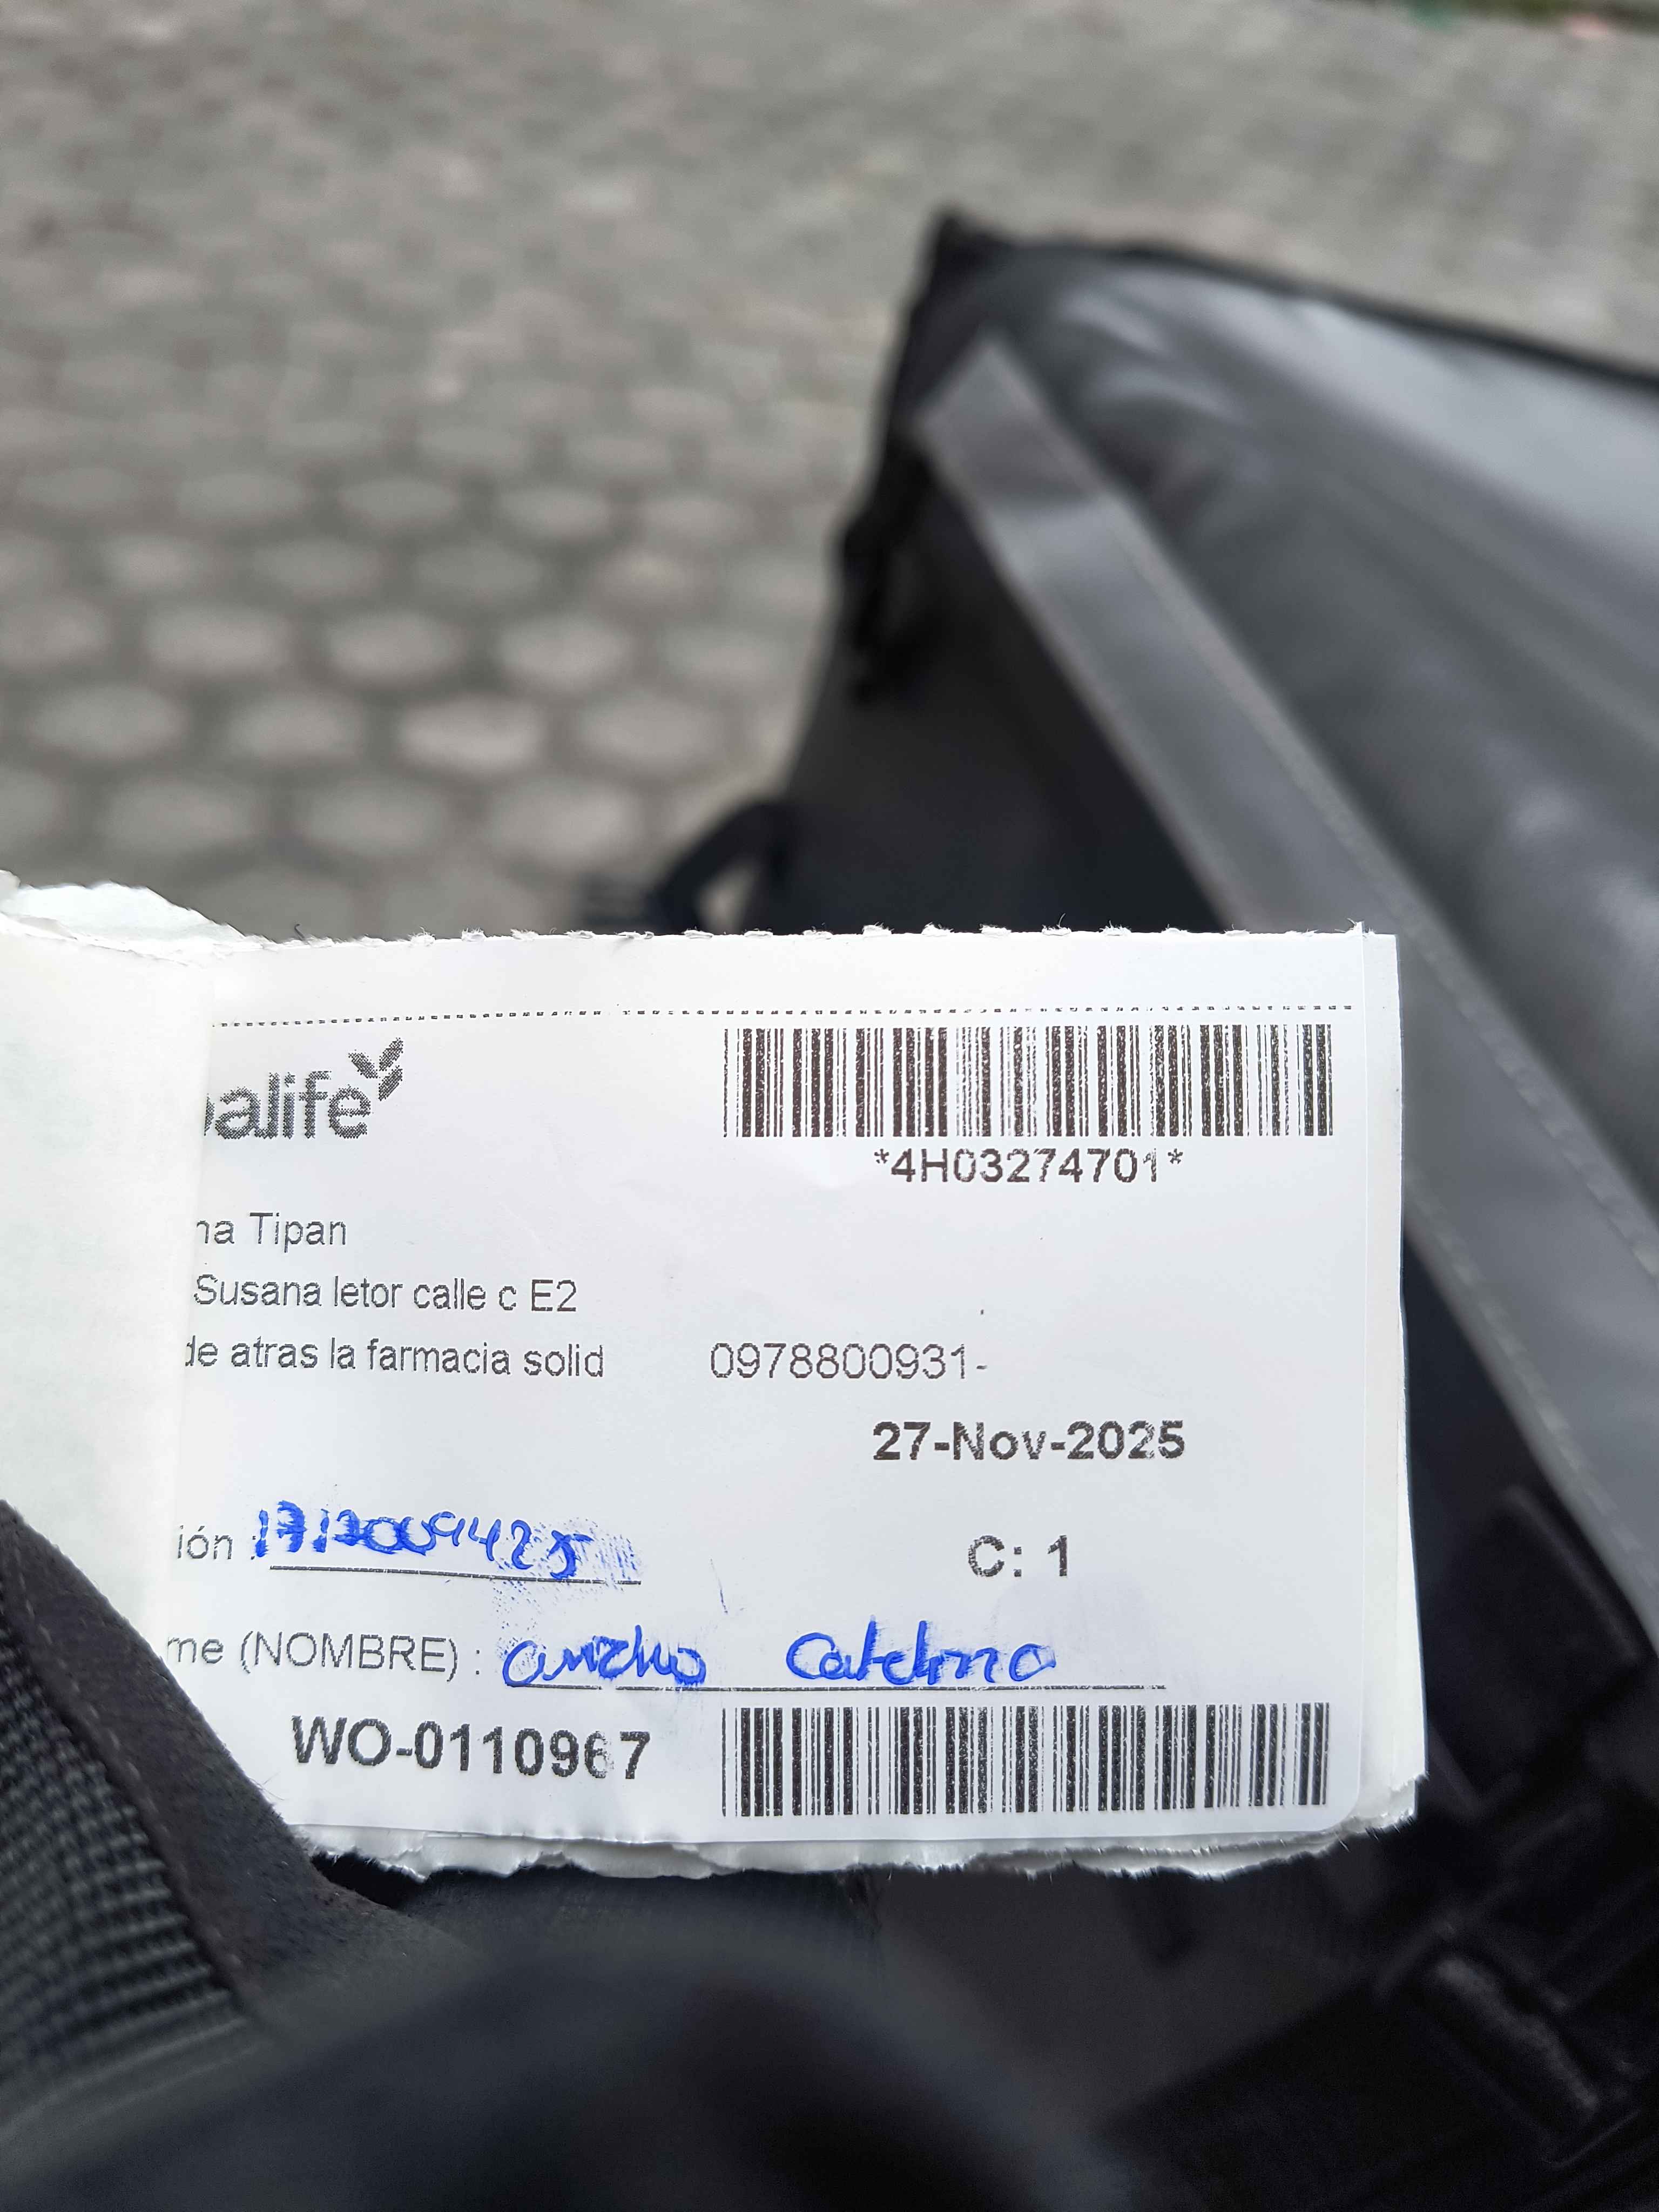 alife
*4H03274701*
na Tipan
Susana letor calle c E2
de atras la farmacia solid 0978800931-
27-Nov-2025
ión : 1717009425
C: 1
me (NOMBRE) :
WO-0110967